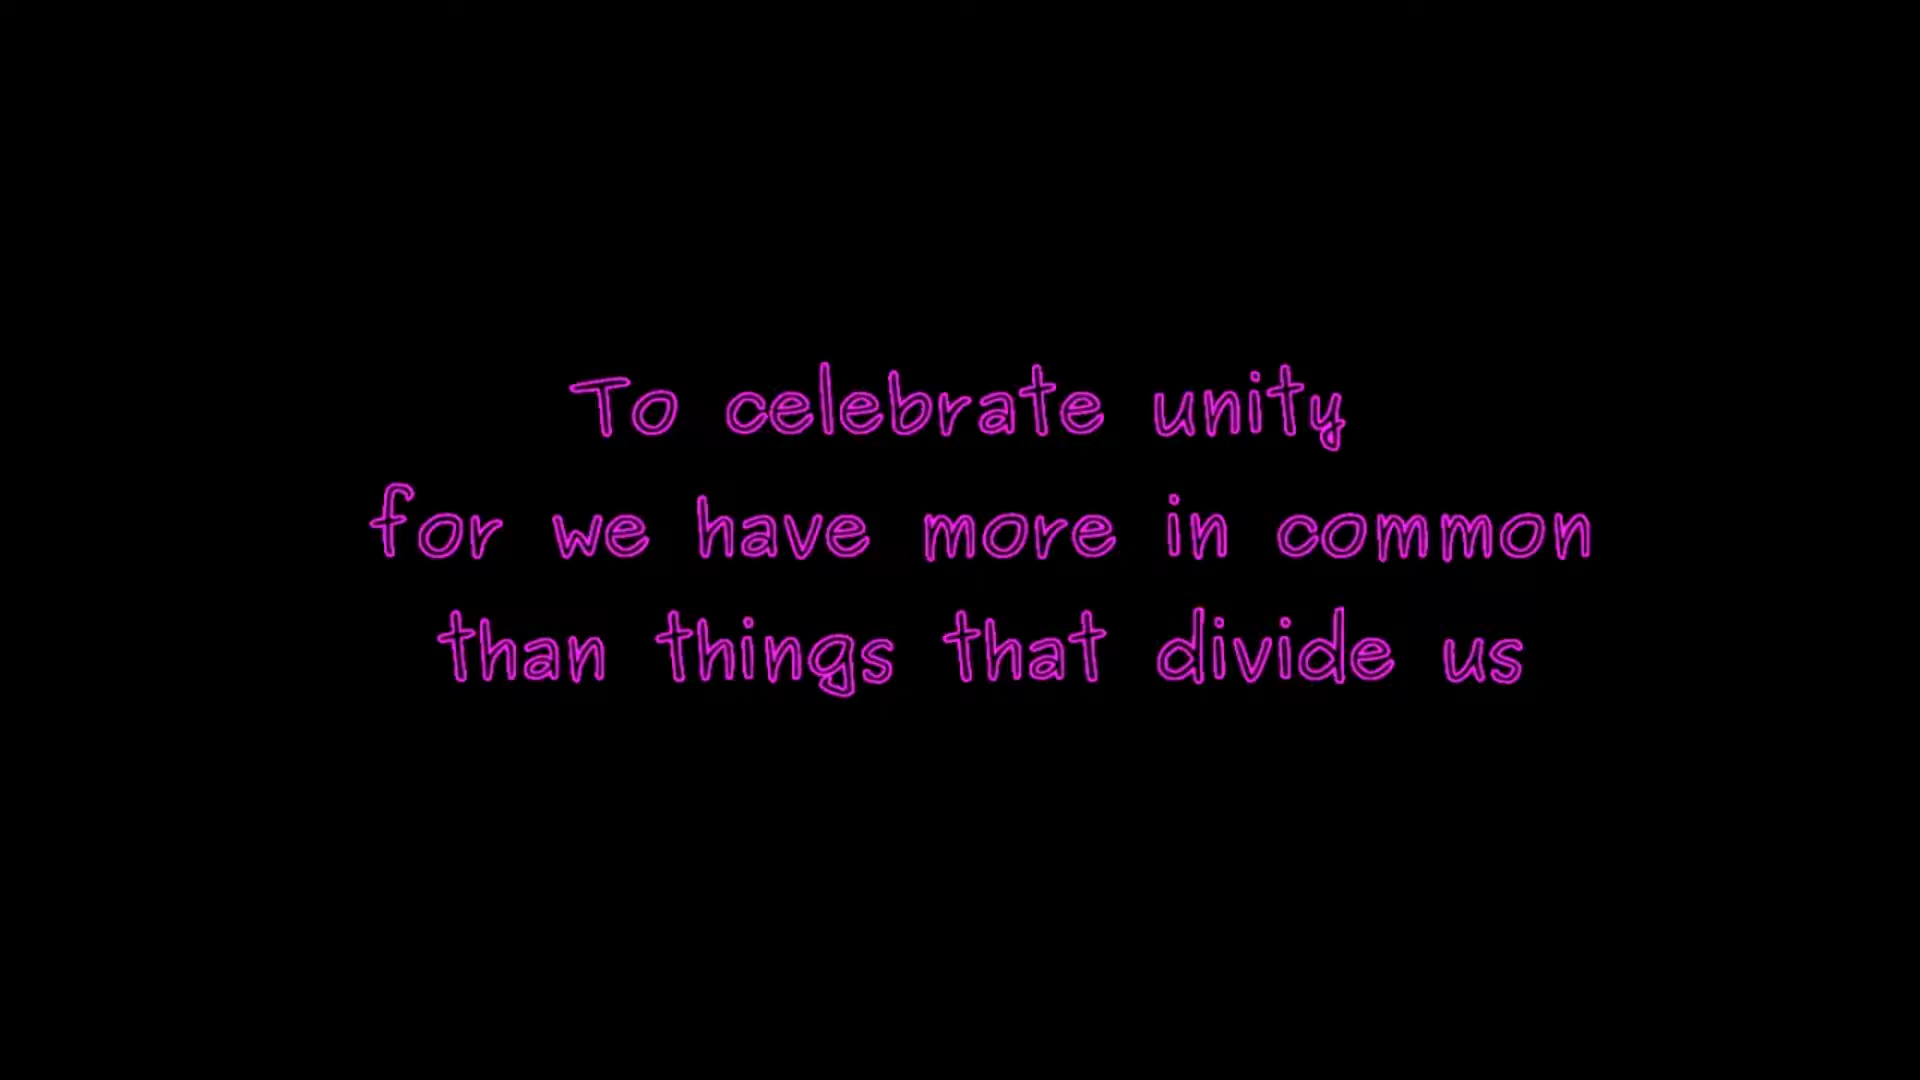 To celebrate unity
for we have more in common
than things that divide us